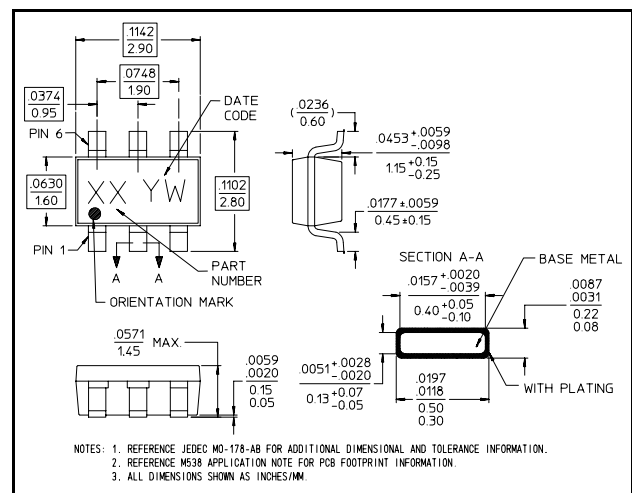 .1142
2.90
.0748
1.90
.0374
0.95
DATE
CODE
PIN 6
.0630
1.60
XX YW
.1102
2.80
PIN 1
A A
PART
NUMBER
ORIENTATION MARK
(.0236
0.60)
.0453 +.0059
-.0098
1.15 +0.15
-0.25
.0177 ±.0059
0.45 ±0.15
SECTION A-A
.0157 +.0020
-.0039
0.40 +0.05
-0.10
BASE METAL
.0087
.0031
0.22
0.08
.0051 +.0028
-.0020
0.13 +0.07
-0.05
WITH PLATING
.0197
.0118
0.50
0.30
.0571
1.45 MAX.
.0059
.0020
0.15
0.05
NOTES: 1. REFERENCE JEDEC MO-178-AB FOR ADDITIONAL DIMENSIONAL AND TOLERANCE INFORMATION.
2. REFERENCE M538 APPLICATION NOTE FOR PCB FOOTPRINT INFORMATION.
3. ALL DIMENSIONS SHOWN AS INCHES/MM.